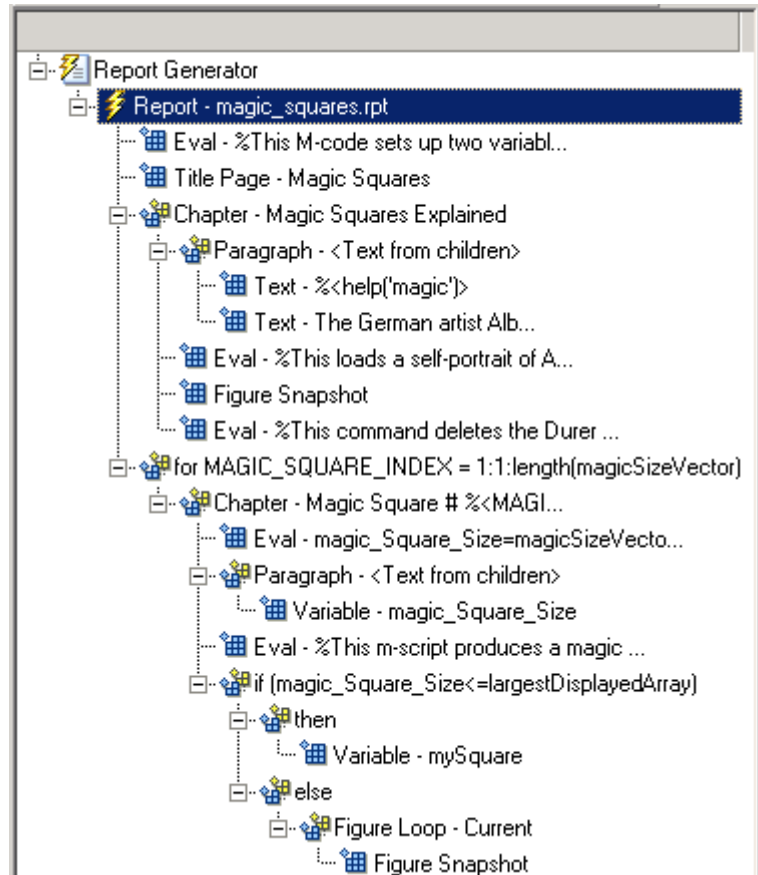 Report Generator
Report - magic_squares.rpt
Eval - %This M-code sets up two variabl...
Title Page - Magic Squares
Chapter - Magic Squares Explained
Paragraph - <Text from children>
Text - %<help('magic')>
Text - The German artist Alb...
Eval - %This loads a self-portrait of A...
Figure Snapshot
Eval - %This command deletes the Durer ...
for MAGIC_SQUARE_INDEX = 1:1:length(magicSizeVector)
Chapter - Magic Square # %<MAGI...
Eval - magic_Square_Size=magicSizeVecto...
Paragraph - <Text from children>
Variable - magic_Square_Size
Eval - %This m-script produces a magic ...
if (magic_Square_Size<=largestDisplayedArray)
then
Variable - mySquare
else
Figure Loop - Current
Figure Snapshot